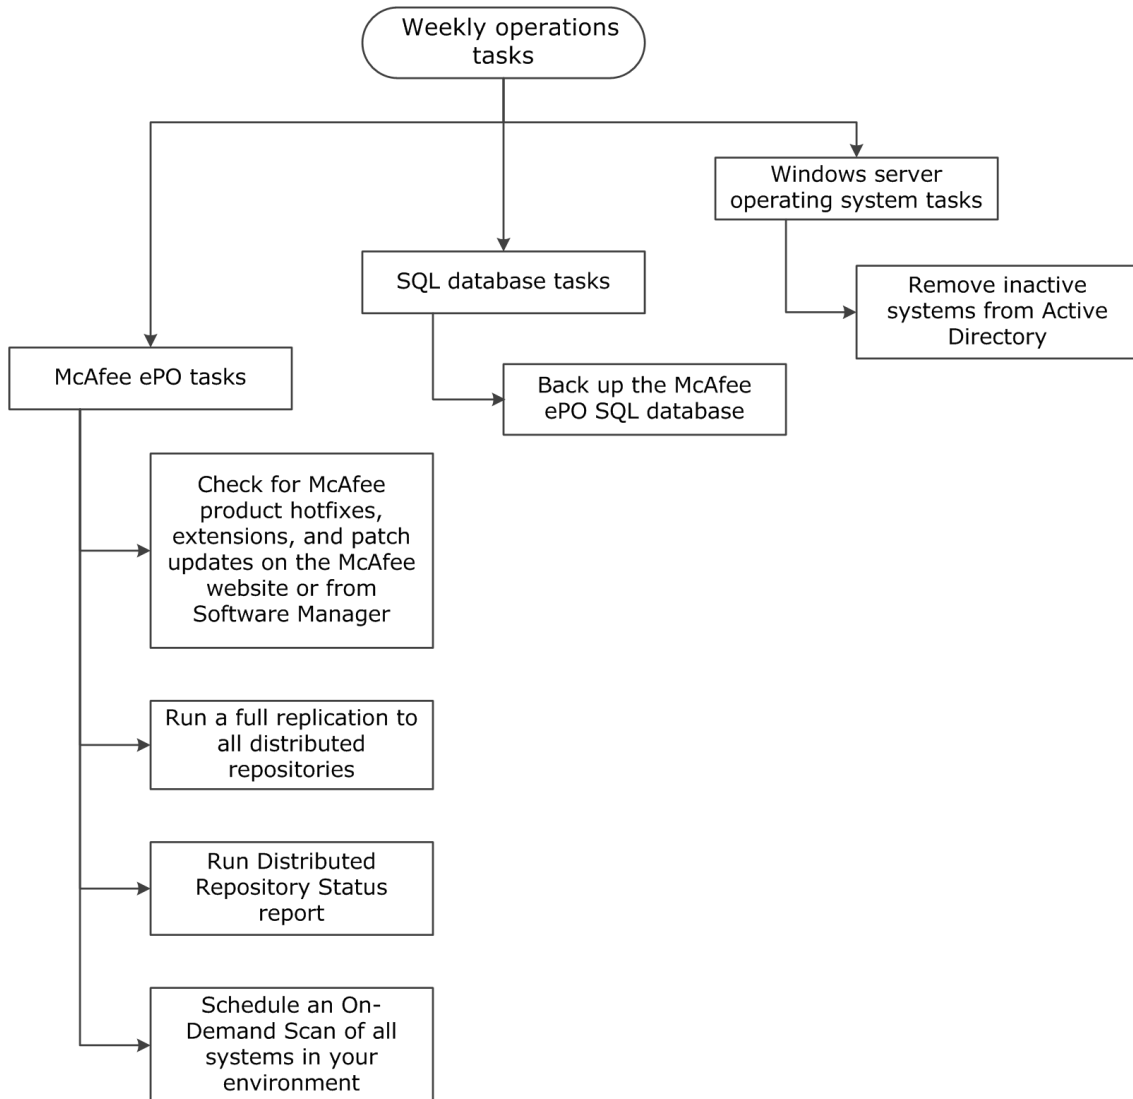 Weekly operations
tasks
Windows server
operating system tasks
SQL database tasks
Remove inactive
systems from Active
Directory
McAfee ePO tasks
Back up the McAfee
ePO SQL database
Check for McAfee
product hotfixes,
extensions, and patch
updates on the McAfee
website or from
Software Manager
Run a full replication to
all distributed
repositories
Run Distributed
Repository Status
report
Schedule an On-
Demand Scan of all
systems in your
environment